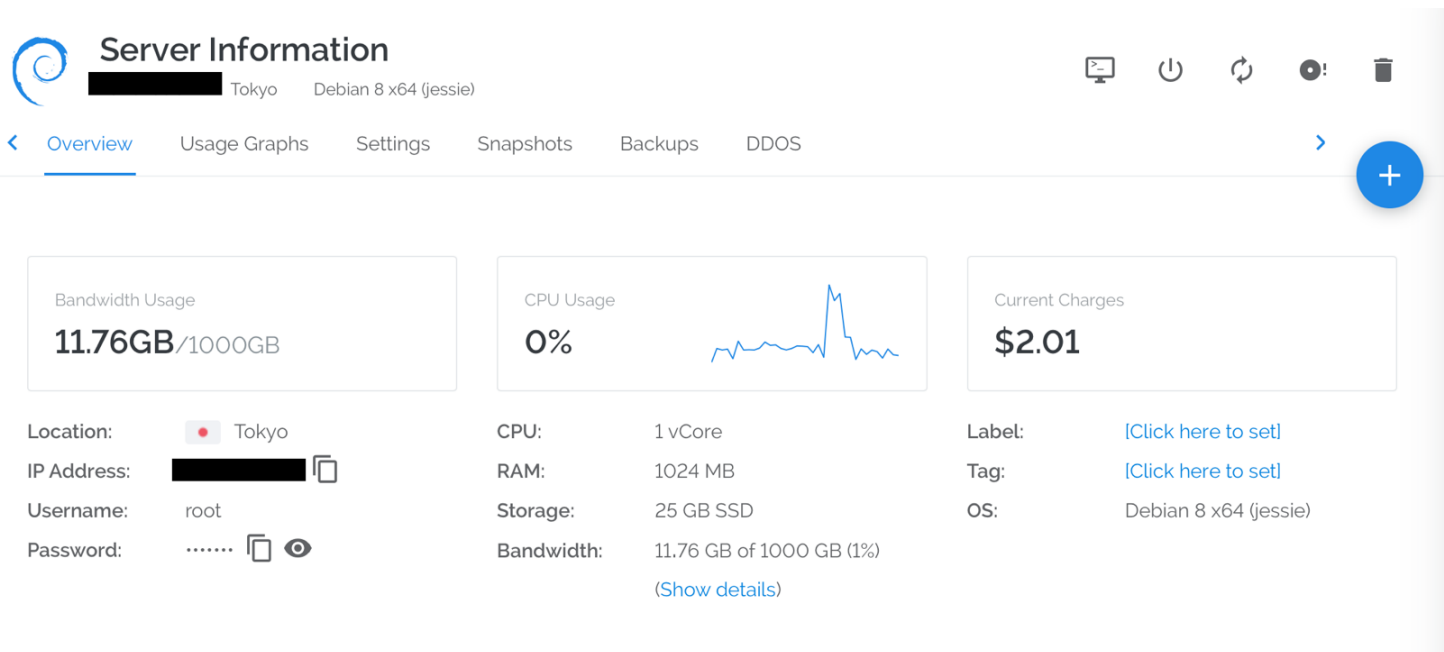 Server Information
Tokyo Debian 8 x64 (jessie)
Overview Usage Graphs Settings Snapshots Backups DDOS
Bandwidth Usage
11.76GB/1000GB
CPU Usage
0%
Current Charges
$2.01
Location: Tokyo
IP Address:
Username: root
Password: .......
CPU: 1 vCore
RAM: 1024 MB
Storage: 25 GB SSD
Bandwidth: 11.76 GB of 1000 GB (1%)
(Show details)
Label: [Click here to set]
Tag: [Click here to set]
OS: Debian 8 x64 (jessie)